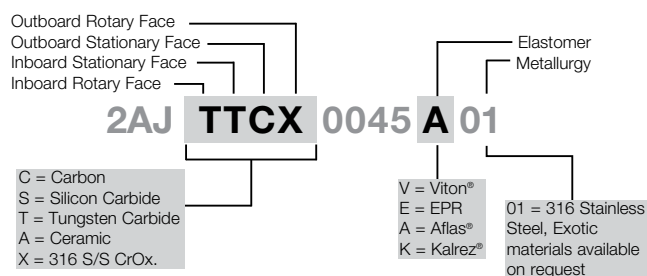 Outboard Rotary Face
Outboard Stationary Face
Inboard Stationary Face
Inboard Rotary Face
Elastomer
Metallurgy
2AJ TTCX 0045 A 01
C = Carbon
S = Silicon Carbide
T = Tungsten Carbide
A = Ceramic
X = 316 S/S CrOx.
V = Viton®
E = EPR
A = Aflas®
K = Kalrez®
01 = 316 Stainless
Steel, Exotic
materials available
on request